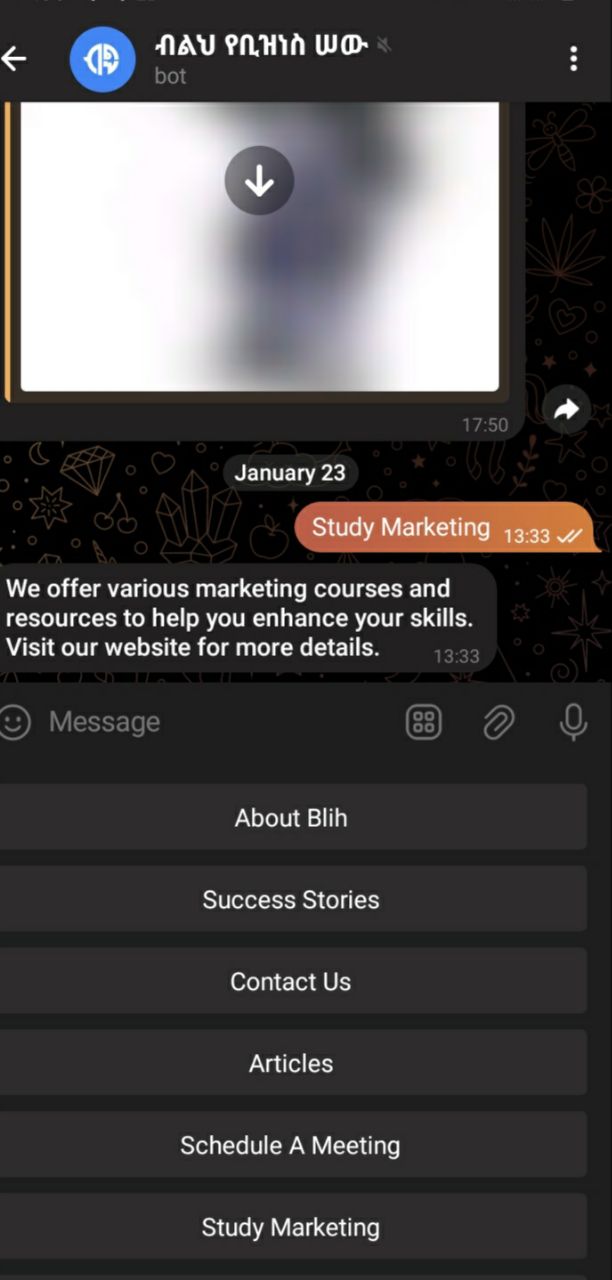 ብልህ የቢዝነስ ሠው
bot
17:50
January 23
Study Marketing 13:33
We offer various marketing courses and
resources to help you enhance your skills.
Visit our website for more details. 13:33
Message
About Blih
Success Stories
Contact Us
Articles
Schedule A Meeting
Study Marketing